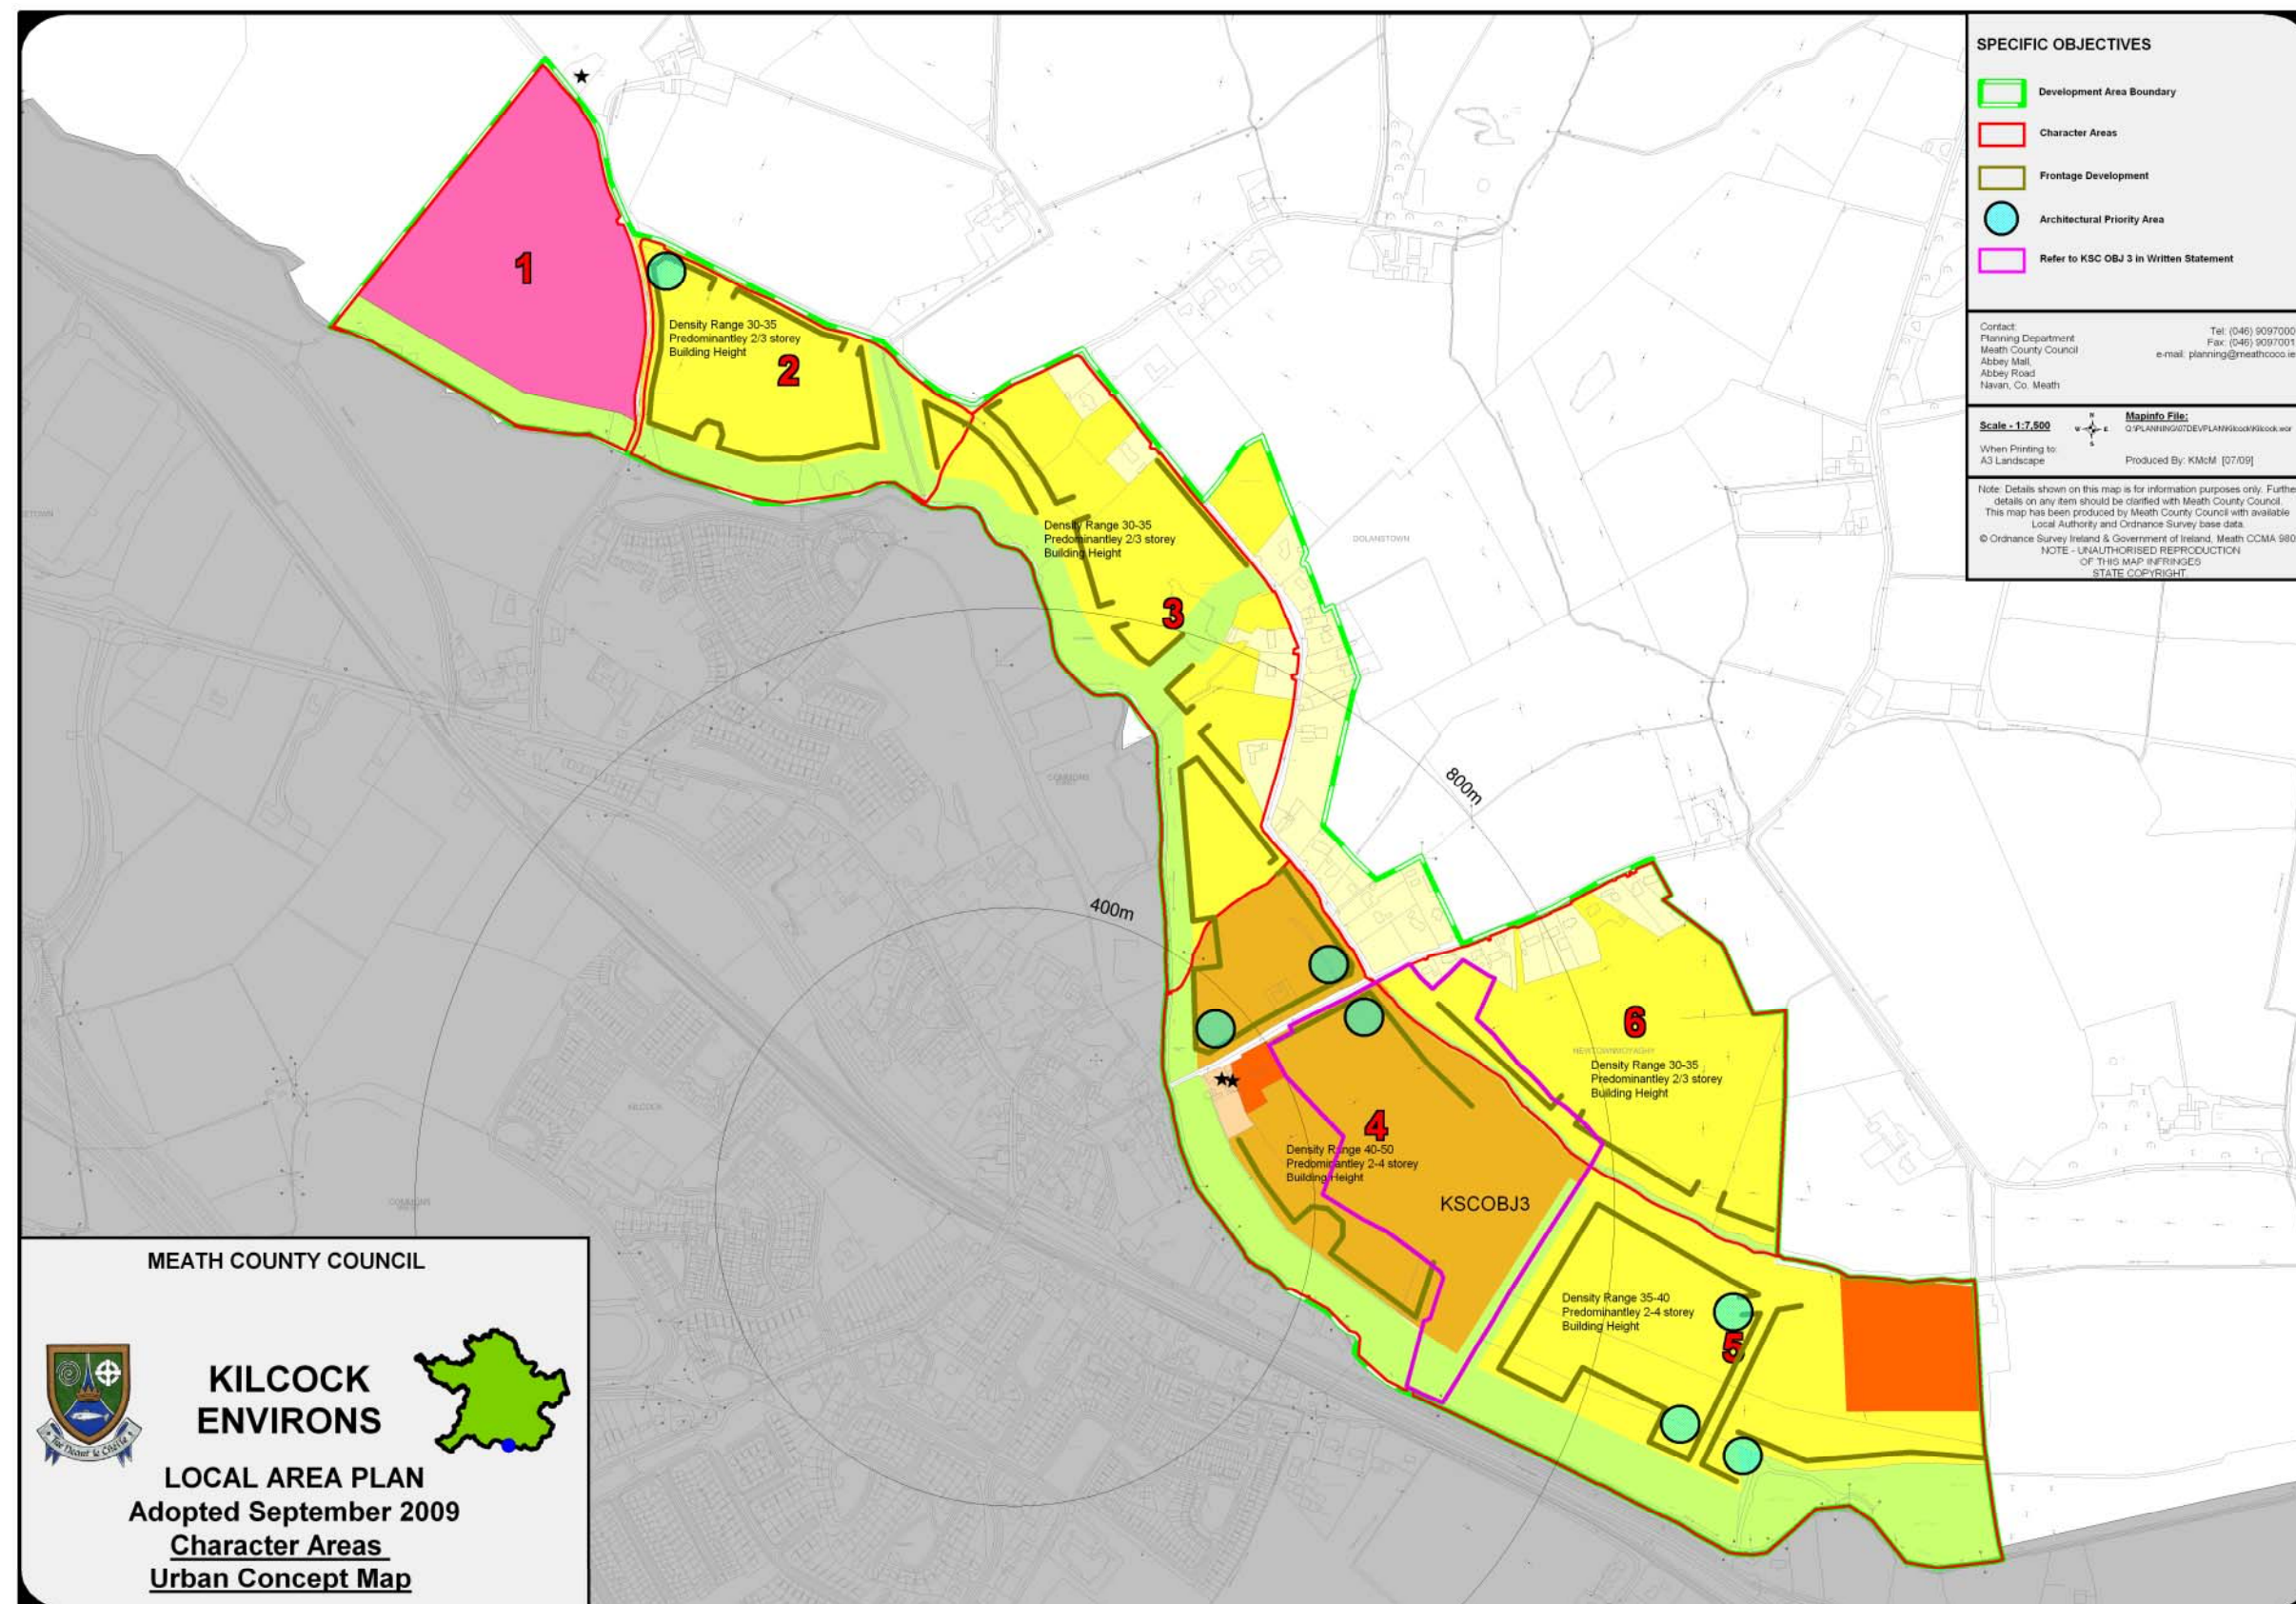 SPECIFIC OBJECTIVES
Development Area Boundary
Character Areas
Frontage Development
Architectural Priority Area
Refer to KSC OBJ 3 in Written Statement
Contact:
Planning Department
Meath County Council
Abbey Mall,
Abbey Road
Navan, Co. Meath
Tel: (046) 9097000
Fax: (046) 9097001
e-mail: planning@meathcoco.ie
Scale - 1:7,500
When Printing to
A3 Landscape
N
W E
S
Mapinfo File:
Produced By: KMcM [07/09]
Note: Details shown on this map is for information purposes only. Furthe
details on any item should be clarified with Meath County Council.
This map has been produced by Meath County Council with available
Local Authority and Ordnance Survey base data.
© Ordnance Survey Ireland & Government of Ireland, Meath CCMA 980
NOTE - UNAUTHORISED REPRODUCTION
OF THIS MAP INFRINGES
STATE COPYRIGHT.
1
Density Range 30-35
Predominantley 2/3 storey
Building Height
2
Density Range 30-35
Predominantley 2/3 storey
Building Height
3
DOLANSTOWN
800m
COMMONS
400m
6
NEWTOWNMOYAGHY
Density Range 30-35
Predominantley 2/3 storey
Building Height
KILCOCK
4
Density Range 40-50
Predominantley 2-4 storey
Building Height
KSCOBJ3
COMMONS
Density Range 35-40
Predominantley 2-4 storey
Building Height
5
MEATH COUNTY COUNCIL
KILCOCK
ENVIRONS
LOCAL AREA PLAN
Adopted September 2009
Character Areas
Urban Concept Map